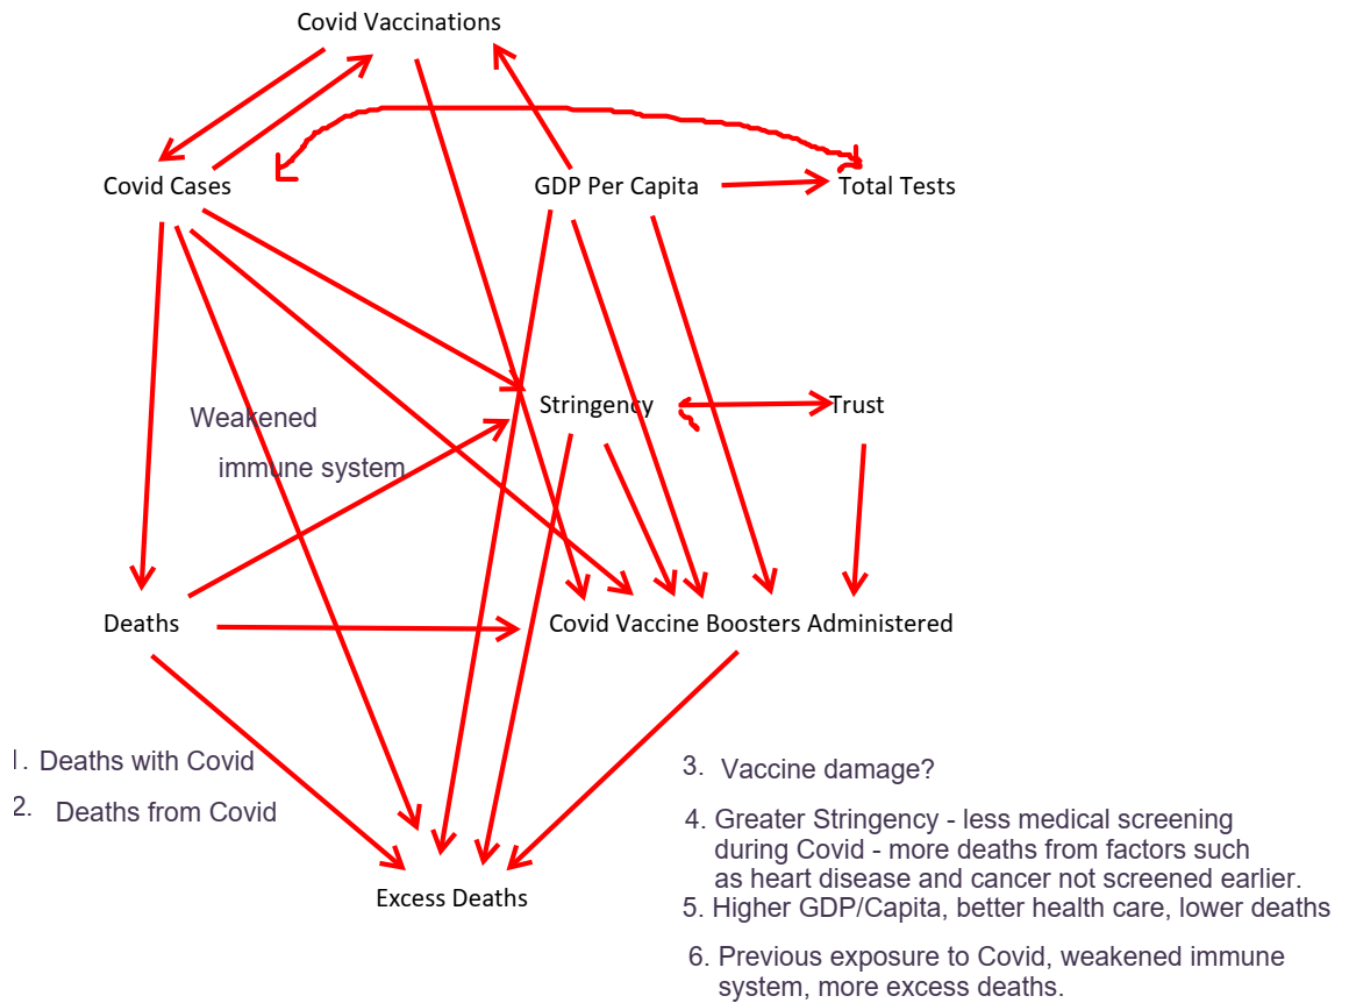 Covid Vaccinations
Covid Cases
GDP Per Capita
Total Tests
Stringency
Trust
Weakened
immune system
Deaths
Covid Vaccine Boosters Administered
1. Deaths with Covid
2. Deaths from Covid
3. Vaccine damage?
4. Greater Stringency - less medical screening
during Covid - more deaths from factors such
as heart disease and cancer not screened earlier.
5. Higher GDP/Capita, better health care, lower deaths
Excess Deaths
6. Previous exposure to Covid, weakened immune
system, more excess deaths.